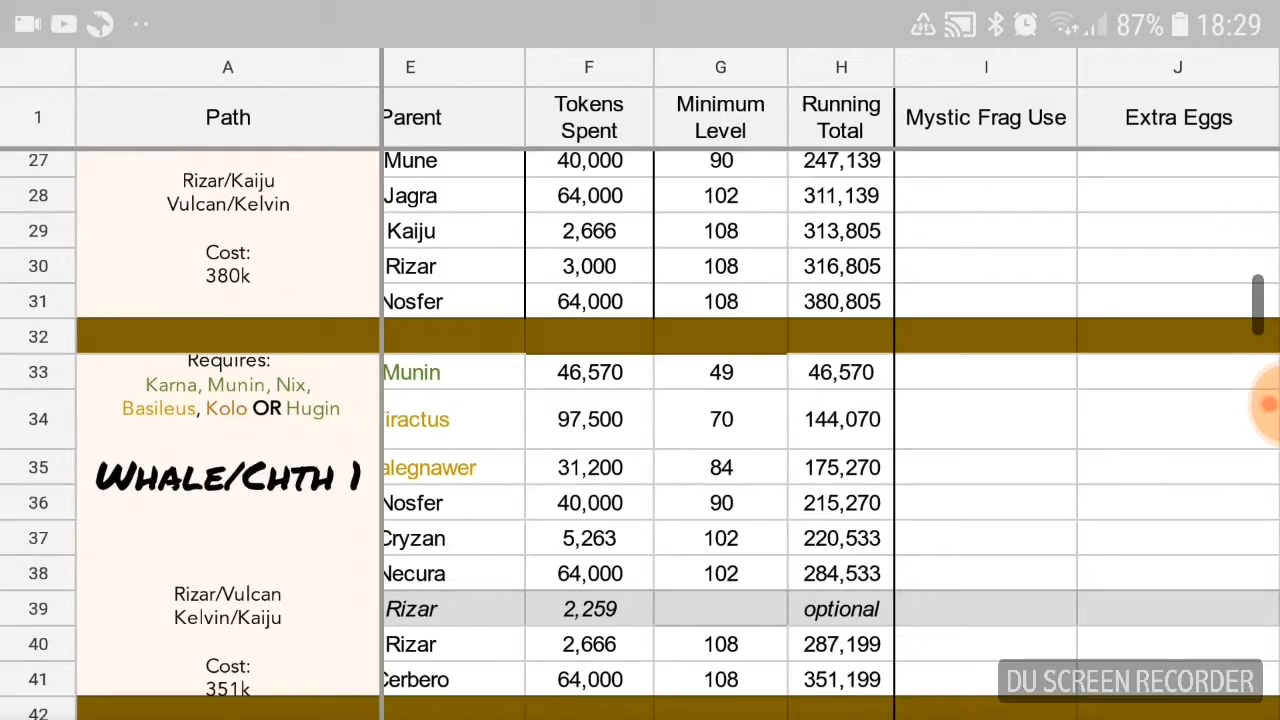 87% 18:29
A E F G H I J
1 Path Parent Tokens Spent Minimum Level Running Total Mystic Frag Use Extra Eggs
27 Mune 40,000 90 247,139
28 Jagra 64,000 102 311,139
29 Kaiju 2,666 108 313,805
30 Rizar 3,000 108 316,805
31 Nosfer 64,000 108 380,805
Rizar/Kaiju
Vulcan/Kelvin
Cost:
380k
32
33 Munin 46,570 49 46,570
34 iractus 97,500 70 144,070
35 alegnawer 31,200 84 175,270
36 Nosfer 40,000 90 215,270
37 Cryzan 5,263 102 220,533
38 Necura 64,000 102 284,533
39 Rizar 2,259 optional
40 Rizar 2,666 108 287,199
41 Cerbero 64,000 108 351,199
42
Requires:
Karna, Munin, Nix,
Basileus, Kolo OR Hugin
Whale/Chth 1
Rizar/Vulcan
Kelvin/Kaiju
Cost:
351k
DU SCREEN RECORDER